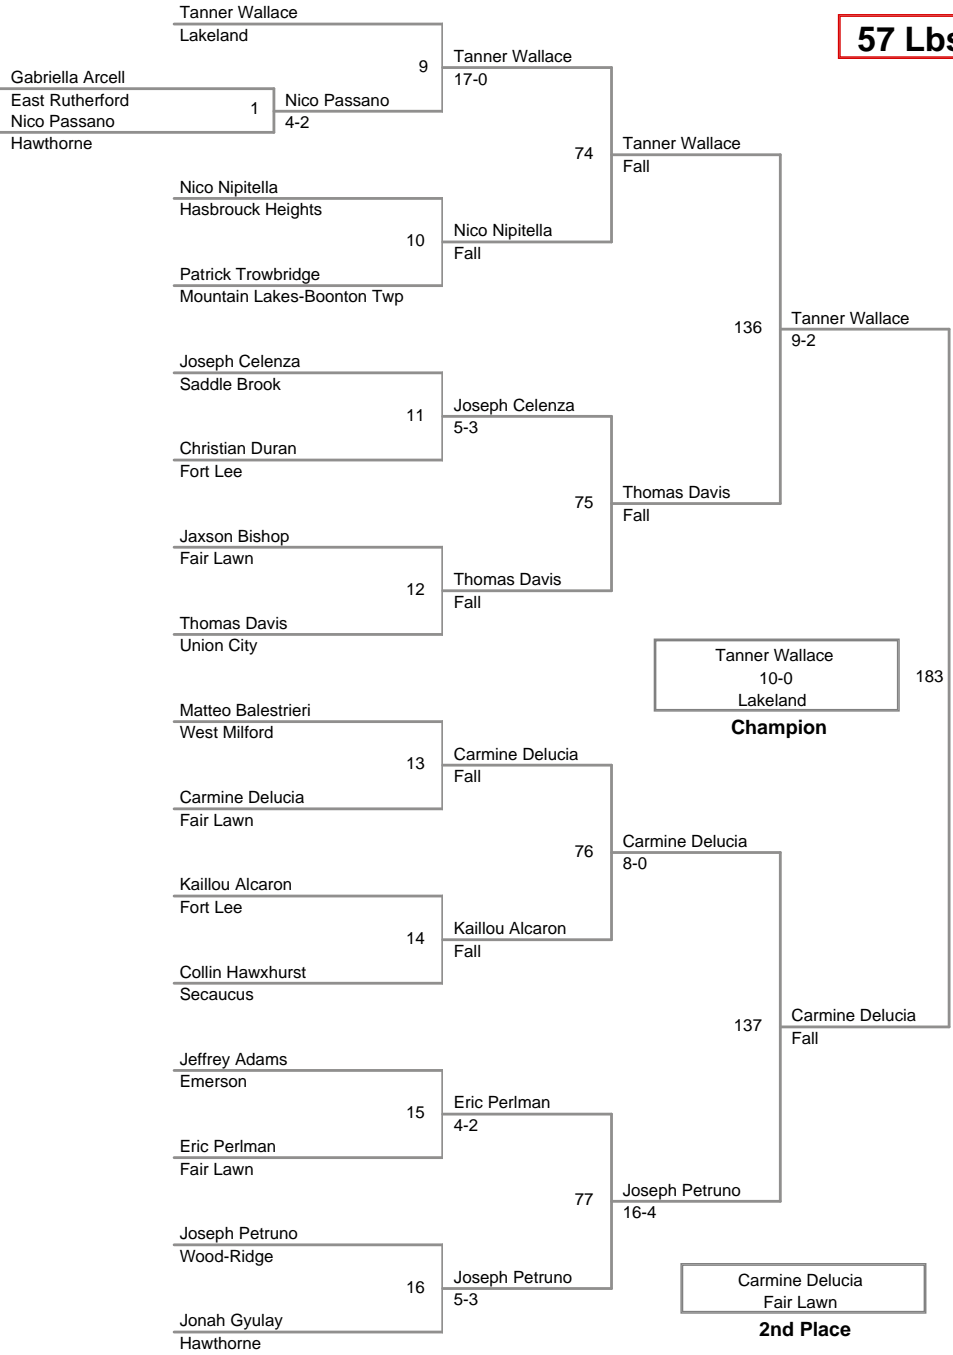 Tanner Wallace
57 Lbs
Lakeland
9
Tanner Wallace
17-0
Gabriella Arcell
East Rutherford
1
Nico Passano
4-2
Nico Passano
Hawthorne
74
Tanner Wallace
Fall
Nico Nipitella
Hasbrouck Heights
10
Nico Nipitella
Fall
Patrick Trowbridge
Mountain Lakes-Boonton Twp
136
Tanner Wallace
9-2
Joseph Celenza
Saddle Brook
11
Joseph Celenza
5-3
Christian Duran
Fort Lee
75
Thomas Davis
Fall
Jaxson Bishop
Fair Lawn
12
Thomas Davis
Fall
Thomas Davis
Union City
Tanner Wallace
10-0
Lakeland
Champion
183
Matteo Balestrieri
West Milford
13
Carmine Delucia
Fall
Carmine Delucia
Fair Lawn
76
Carmine Delucia
8-0
Kaillou Alcaron
Fort Lee
14
Kaillou Alcaron
Fall
Collin Hawxhurst
Secaucus
137
Carmine Delucia
Fall
Jeffrey Adams
Emerson
15
Eric Perlman
4-2
Eric Perlman
Fair Lawn
77
Joseph Petruno
16-4
Joseph Petruno
Wood-Ridge
16
Joseph Petruno
5-3
Jonah Gyulay
Hawthorne
Carmine Delucia
Fair Lawn
2nd Place